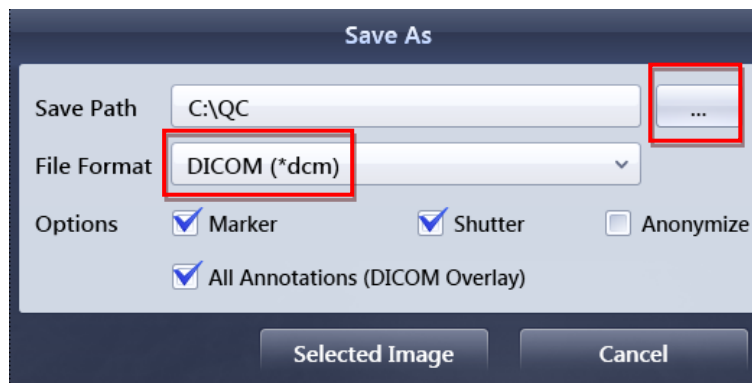 Save As
Save Path C:\QC ...
File Format DICOM (*dcm)
Options Marker Shutter Anonymize
All Annotations (DICOM Overlay)
Selected Image Cancel